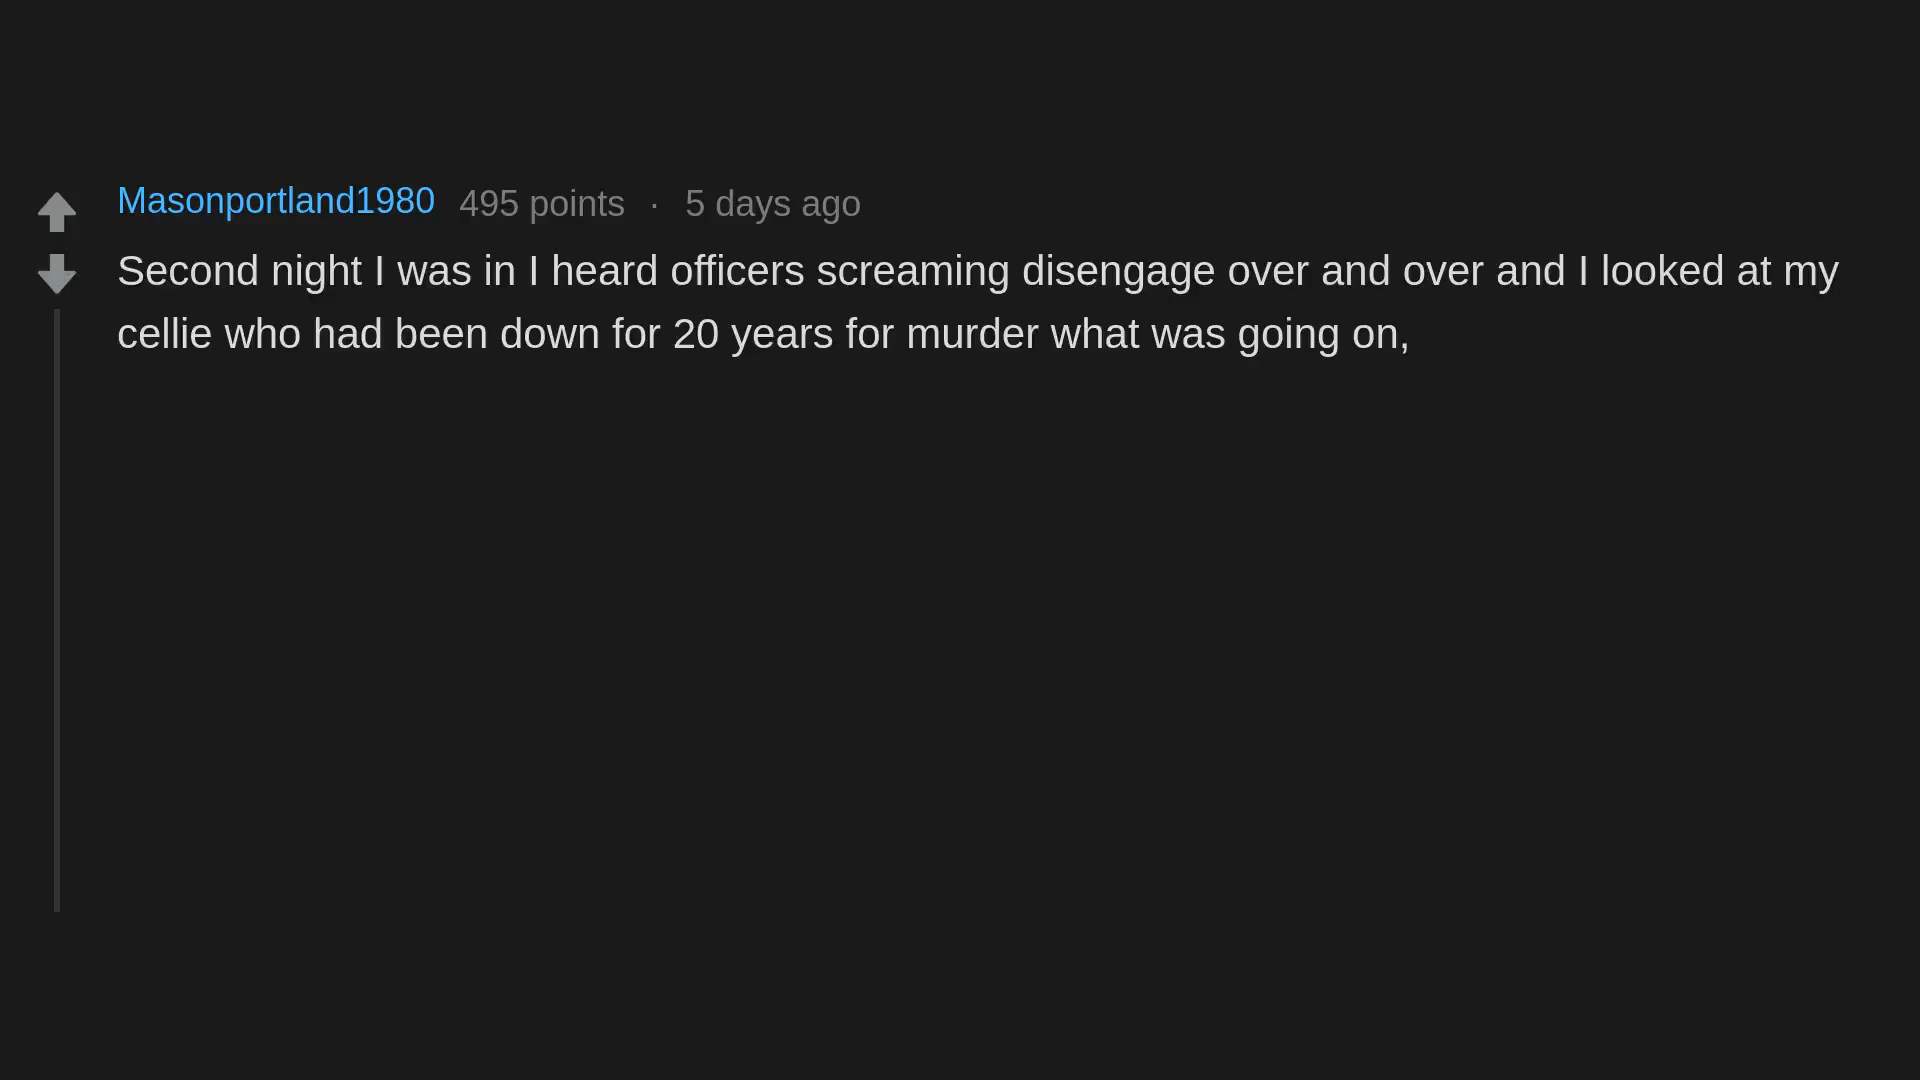 Masonportland1980 495 points · 5 days ago
Second night I was in I heard officers screaming disengage over and over and I looked at my
cellie who had been down for 20 years for murder what was going on,